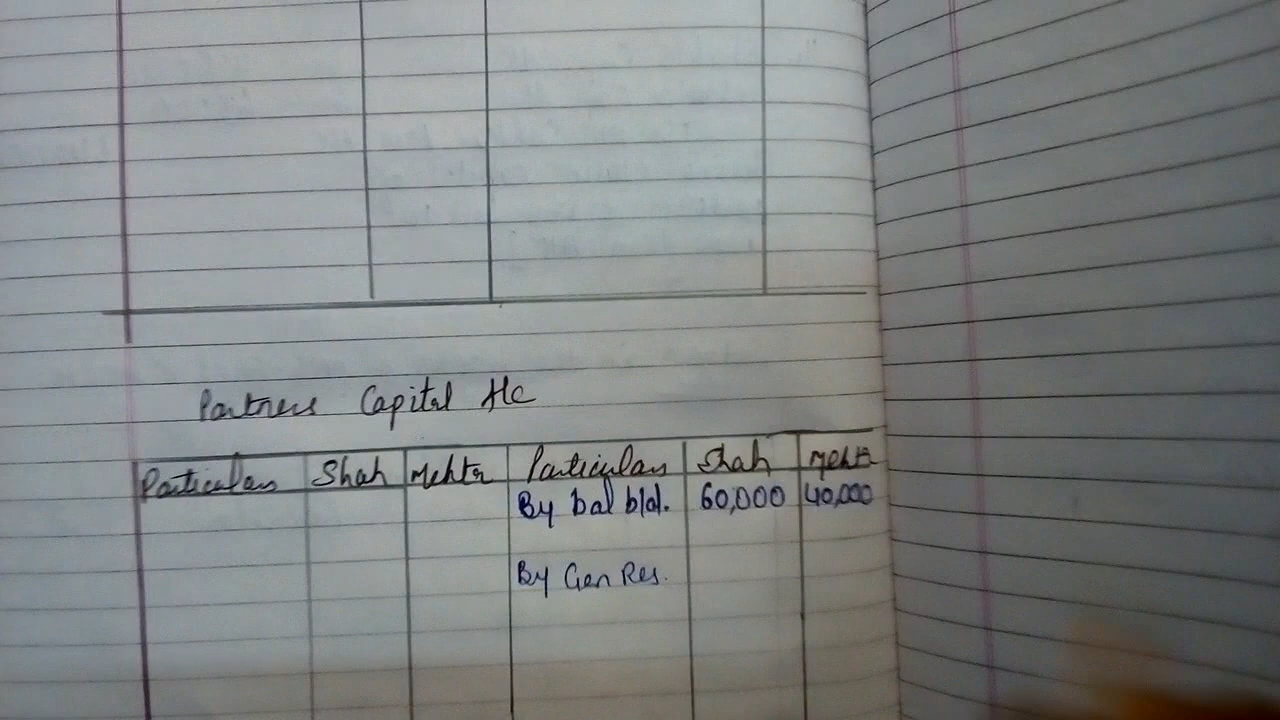 Partners Capital A/c
Particulars Shah Mehta Particulars Shah Mehta
By bal b/d. 60,000 40,000
By Gen Res.